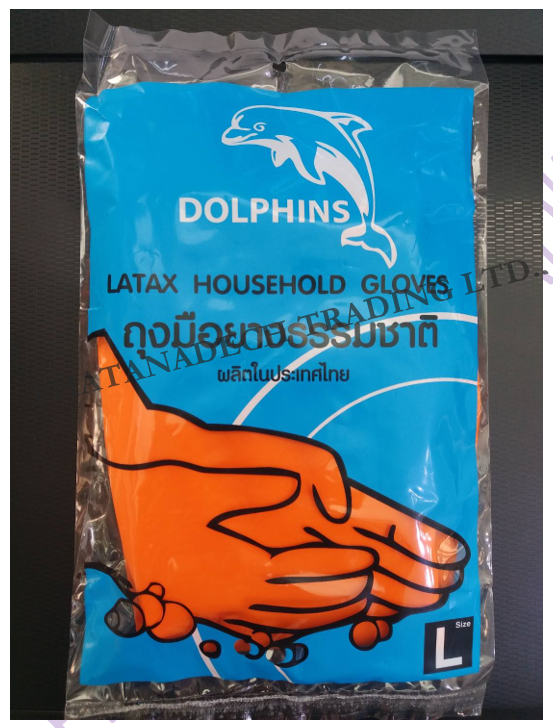 DOLPHINS
LATAX HOUSEHOLD GLOVES
ถุงมือยางธรรมชาติ
ผลิตในประเทศไทย
TRADING LTD..
Size
L